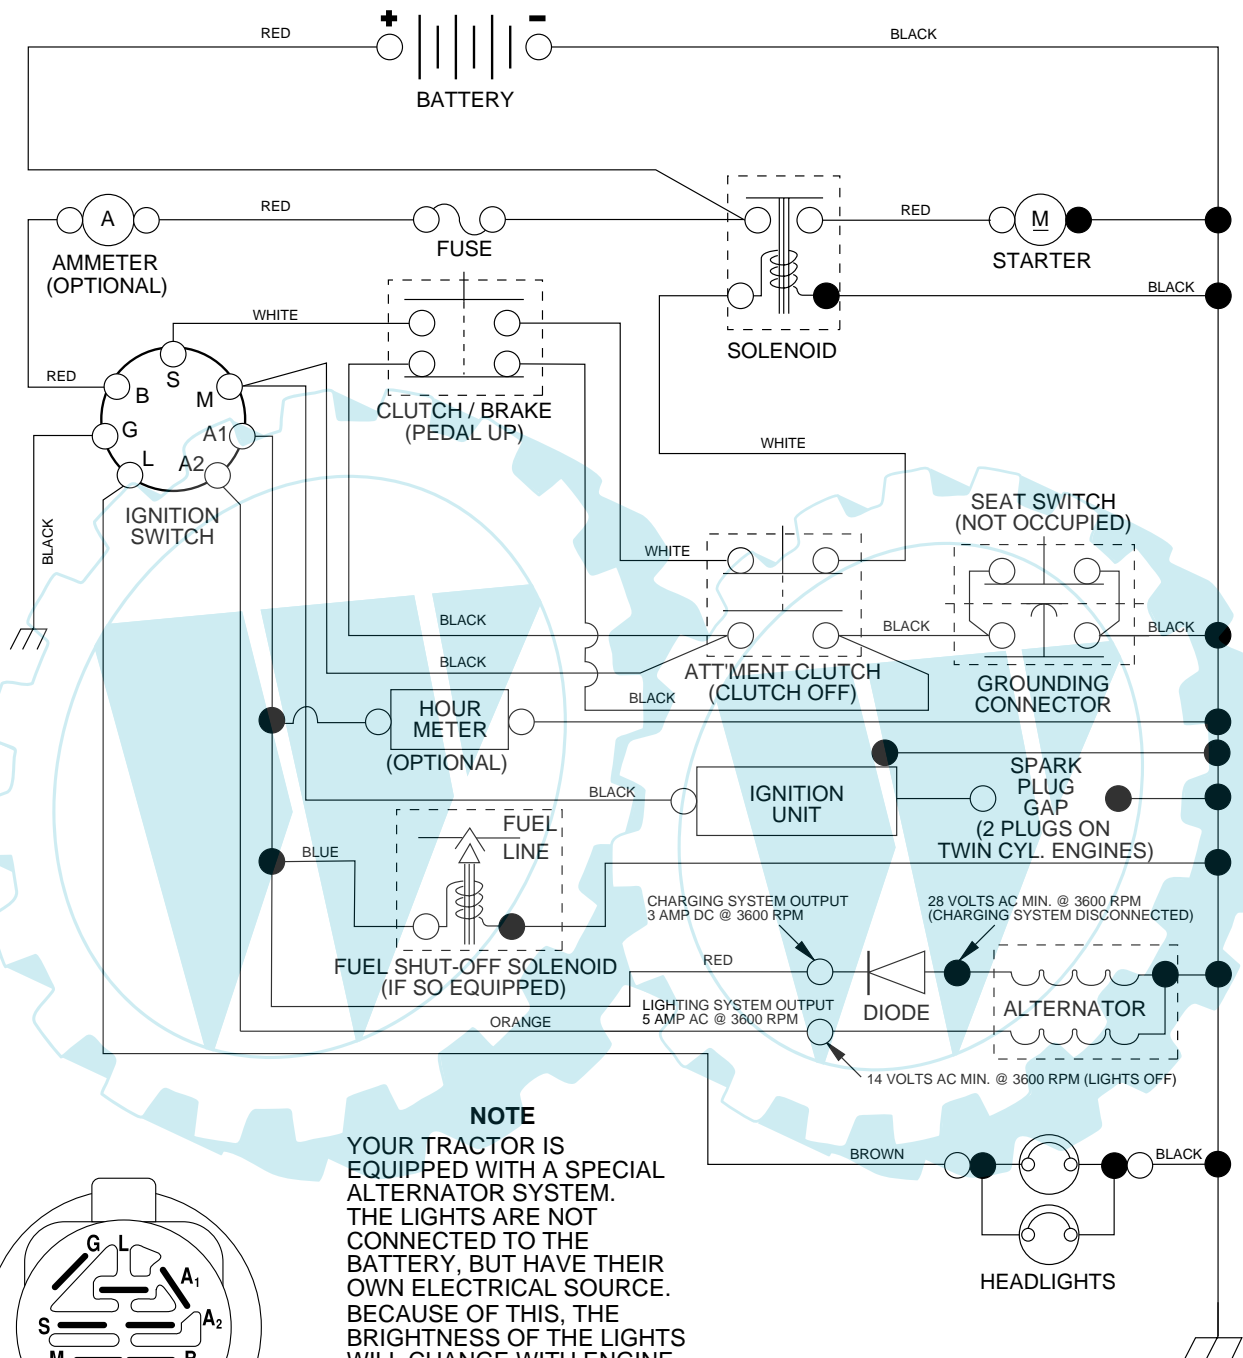 +
–
RED
BLACK
BATTERY
RED
A
RED
M
AMMETER
(OPTIONAL)
FUSE
STARTER
WHITE
BLACK
SOLENOID
RED
S
B
M
G
A1
L
A2
CLUTCH / BRAKE
(PEDAL UP)
WHITE
IGNITION
SWITCH
BLACK
SEAT SWITCH
(NOT OCCUPIED)
WHITE
BLACK
BLACK
BLACK
BLACK
ATT'MENT CLUTCH
(CLUTCH OFF)
BLACK
GROUNDING
CONNECTOR
HOUR
METER
(OPTIONAL)
BLACK
IGNITION
UNIT
SPARK
PLUG
GAP
(2 PLUGS ON
TWIN CYL. ENGINES)
FUEL
LINE
BLUE
CHARGING SYSTEM OUTPUT
3 AMP DC @ 3600 RPM
28 VOLTS AC MIN. @ 3600 RPM
(CHARGING SYSTEM DISCONNECTED)
FUEL SHUT-OFF SOLENOID
(IF SO EQUIPPED)
RED
LIGHTING SYSTEM OUTPUT
5 AMP AC @ 3600 RPM
DIODE
ALTERNATOR
ORANGE
14 VOLTS AC MIN. @ 3600 RPM (LIGHTS OFF)
NOTE
YOUR TRACTOR IS
EQUIPPED WITH A SPECIAL
ALTERNATOR SYSTEM.
THE LIGHTS ARE NOT
CONNECTED TO THE
BATTERY, BUT HAVE THEIR
OWN ELECTRICAL SOURCE.
BECAUSE OF THIS, THE
BRIGHTNESS OF THE LIGHTS
WILL CHANGE WITH ENGINE
BROWN
BLACK
HEADLIGHTS
G L
A1
A2
S
M
B